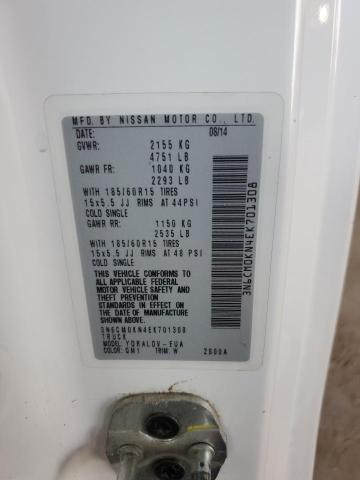 MFD. BY NISSAN MOTOR CO., LTD.
DATE: 08/14
GVWR: 2155 KG
4751 LB
GAWR FR: 1040 KG
2293 LB
WITH 185/60R15 TIRES
15x5.5 JJ RIMS AT 44PSI
COLD SINGLE
GAWR RR: 1150 KG
2535 LB
WITH 185/60R15 TIRES
15x5.5 JJ RIMS AT 48 PSI
COLD SINGLE
THIS VEHICLE CONFORMS TO
ALL APPLICABLE FEDERAL
MOTOR VEHICLE SAFETY
STANDARDS IN EFFECT ON
THE DATE OF MANUFACTURE
SHOWN ABOVE.
3N6CM0KN4EK701308
TRUCK
MODEL: YDRALOV-EUA
COLOR: QM1 TRIM: W 2800A
3N6CM0KN4EK701308